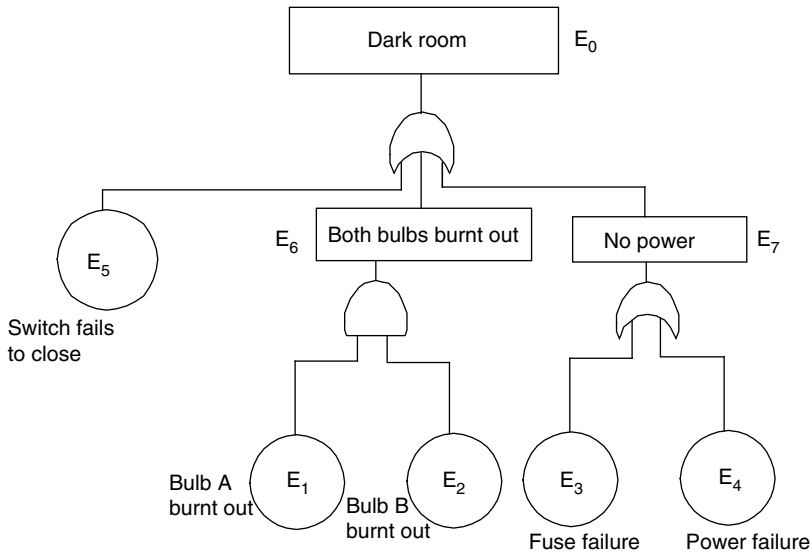 Dark room
E₀
E₆
Both bulbs burnt out
No power
E₇
E₅
Switch fails
to close
Bulb A
burnt out
E₁
Bulb B
burnt out
E₂
E₃
Fuse failure
E₄
Power failure